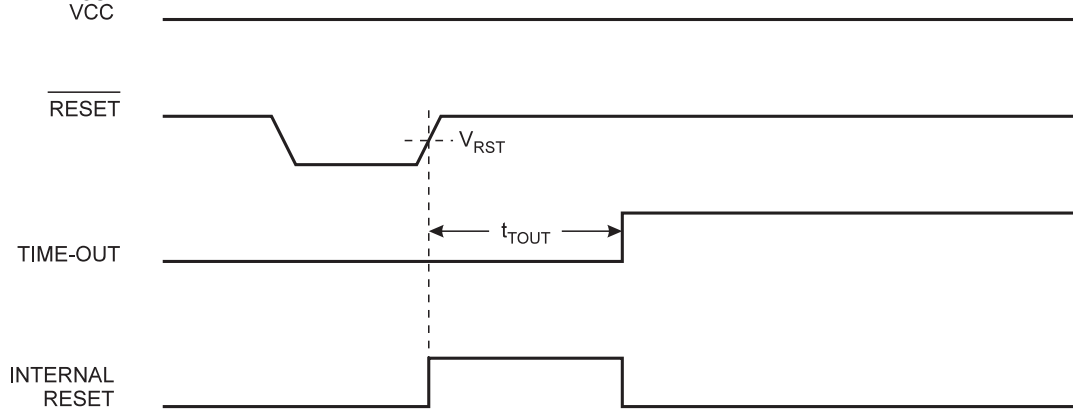 VCC
RESET
VRST
tTOUT
TIME-OUT
INTERNAL
RESET